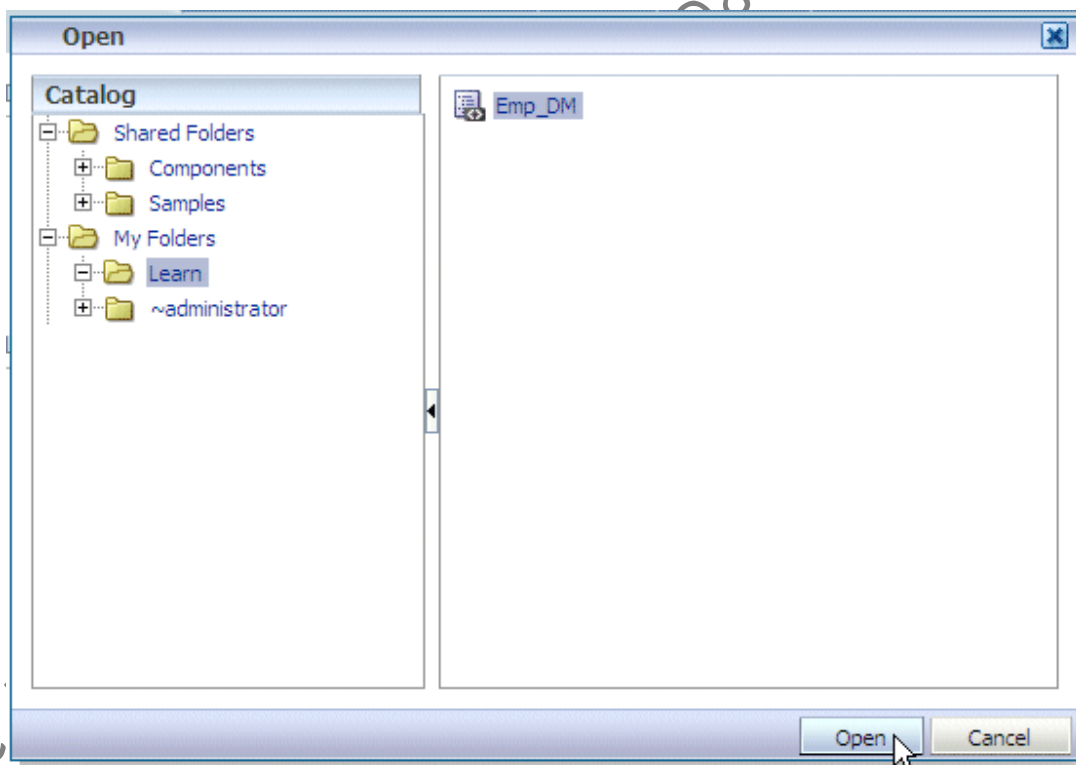 Open
Catalog
Shared Folders
Components
Samples
My Folders
Learn
~administrator
Emp_DM
Open
Cancel